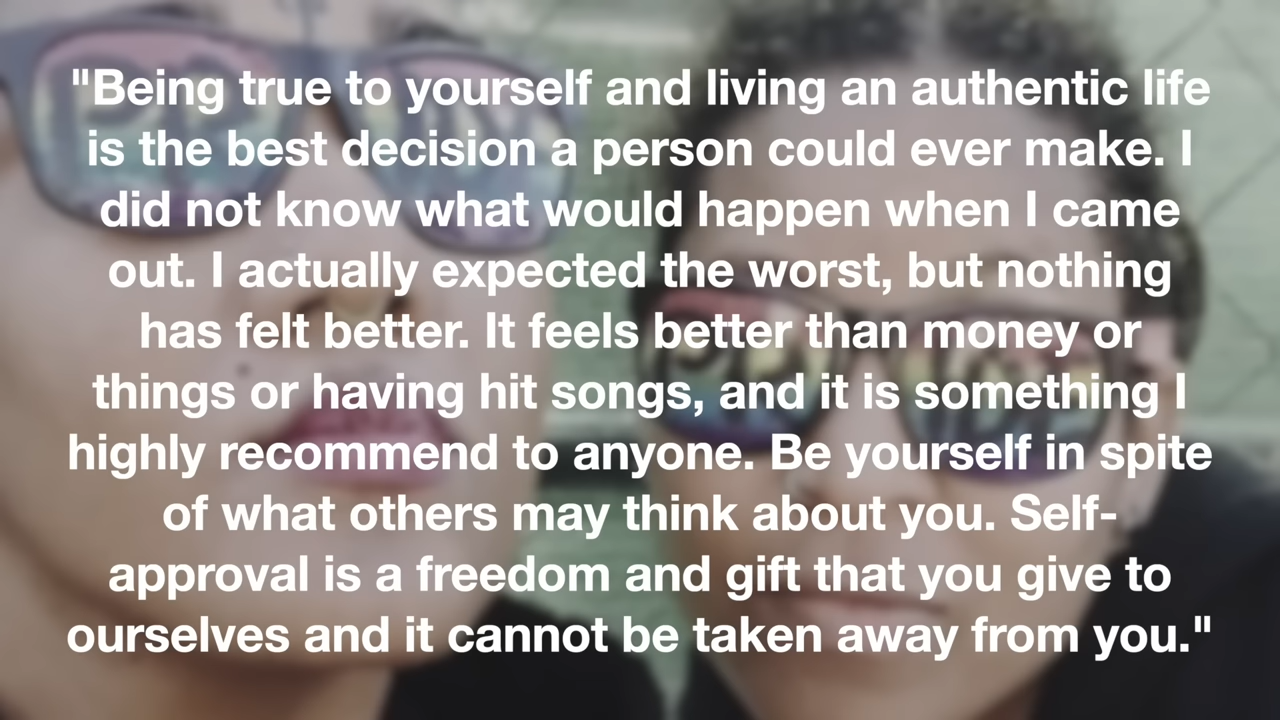 "Being true to yourself and living an authentic life
is the best decision a person could ever make. I
did not know what would happen when I came
out. I actually expected the worst, but nothing
has felt better. It feels better than money or
things or having hit songs, and it is something I
highly recommend to anyone. Be yourself in spite
of what others may think about you. Self-
approval is a freedom and gift that you give to
ourselves and it cannot be taken away from you."